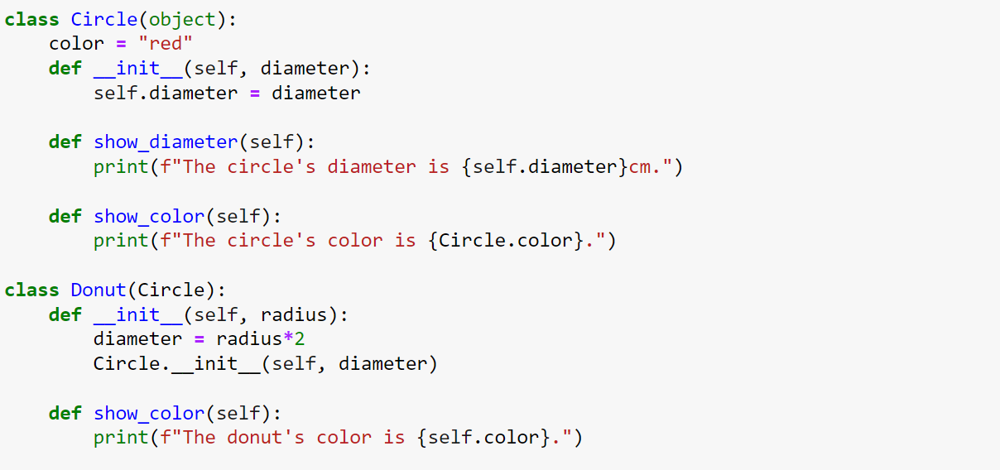 class Circle(object):
    color = "red"
    def __init__(self, diameter):
        self.diameter = diameter

    def show_diameter(self):
        print(f"The circle's diameter is {self.diameter}cm.")

    def show_color(self):
        print(f"The circle's color is {Circle.color}.")

class Donut(Circle):
    def __init__(self, radius):
        diameter = radius*2
        Circle.__init__(self, diameter)

    def show_color(self):
        print(f"The donut's color is {self.color}.")